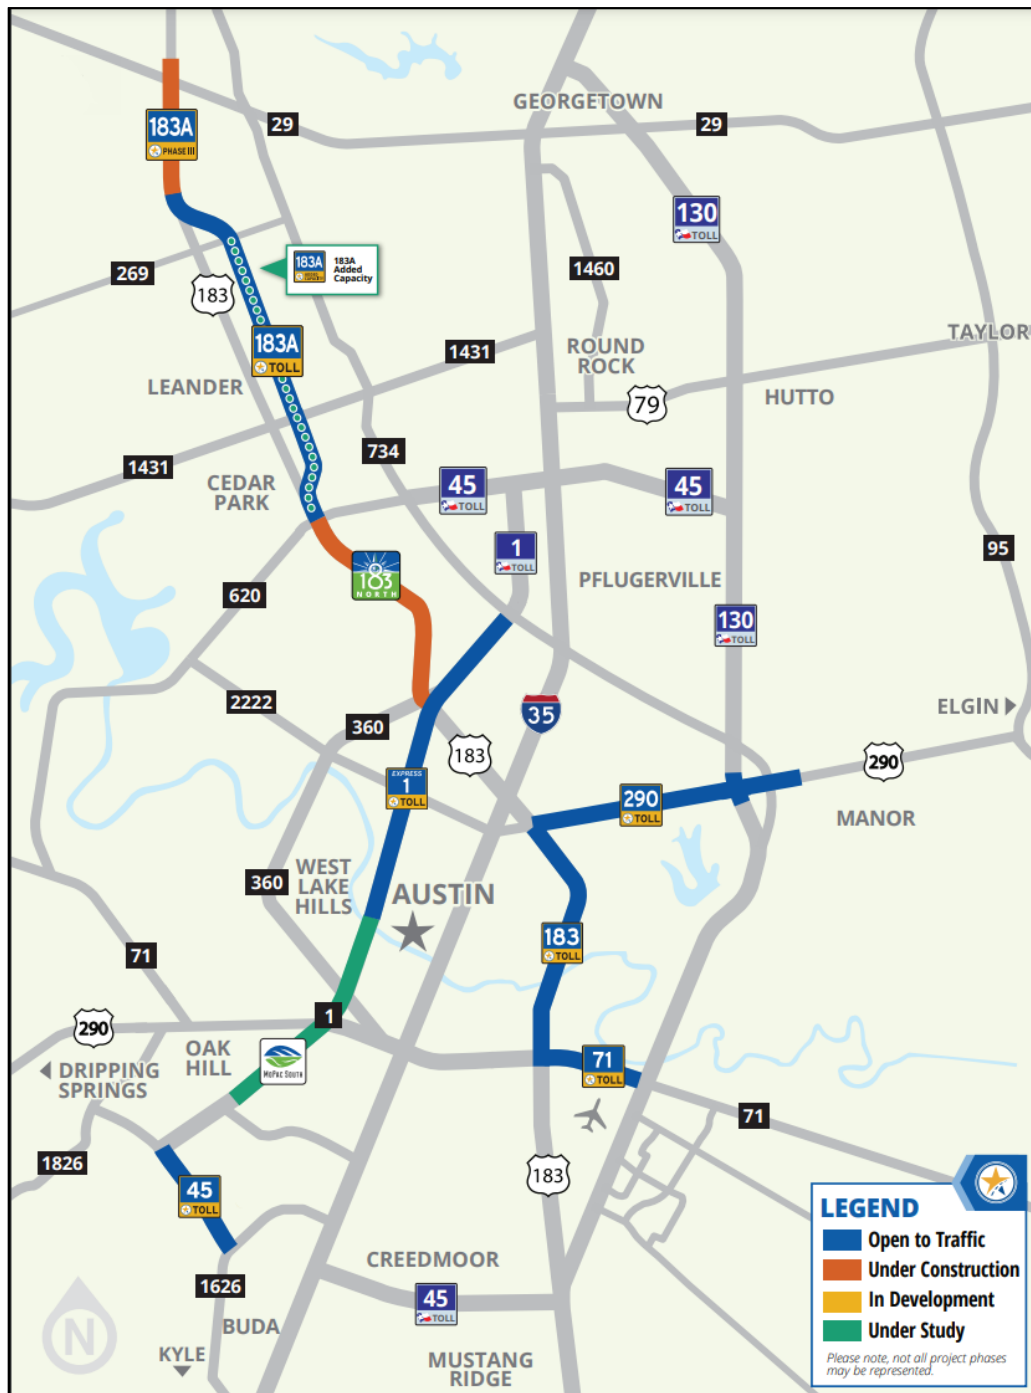 GEORGETOWN
29
29
183A
PHASE III
130
TOLL
183A
Added
Capacity
183A
269
183
1460
183A
TOLL
1431
ROUND
ROCK
TAYLOR
LEANDER
79
HUTTO
734
1431
CEDAR
PARK
45
TOLL
45
TOLL
1
TOLL
95
183
NORTH
PFLUGERVILLE
620
130
TOLL
2222
360
35
ELGIN
183
290
EXPRESS
1
TOLL
290
TOLL
MANOR
WEST
LAKE
HILLS
360
AUSTIN
183
TOLL
71
1
290
OAK
HILL
MoPac South
DRIPPING
SPRINGS
71
TOLL
71
1826
183
45
TOLL
LEGEND
Open to Traffic
Under Construction
In Development
Under Study
Please note, not all project phases
may be represented.
CREEDMOOR
1626
45
TOLL
BUDA
N
KYLE
MUSTANG
RIDGE